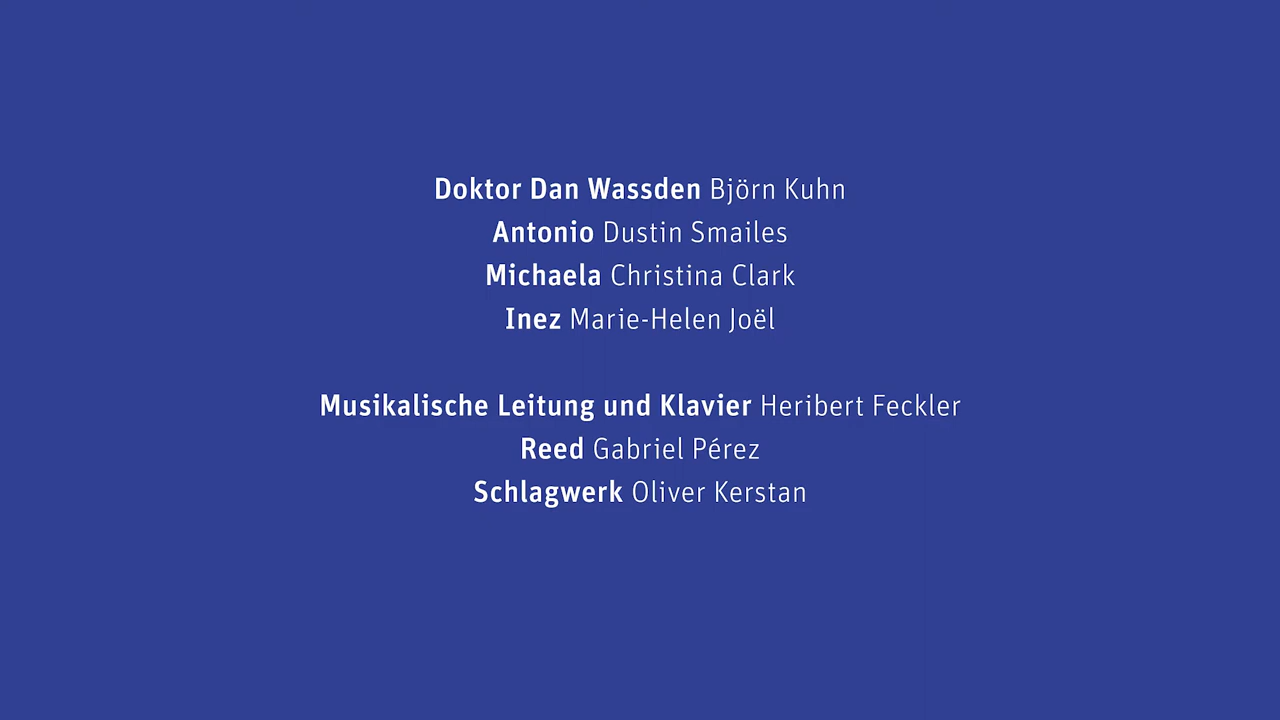 Doktor Dan Wassden Björn Kuhn
Antonio Dustin Smailes
Michaela Christina Clark
Inez Marie-Helen Joël
Musikalische Leitung und Klavier Heribert Feckler
Reed Gabriel Pérez
Schlagwerk Oliver Kerstan